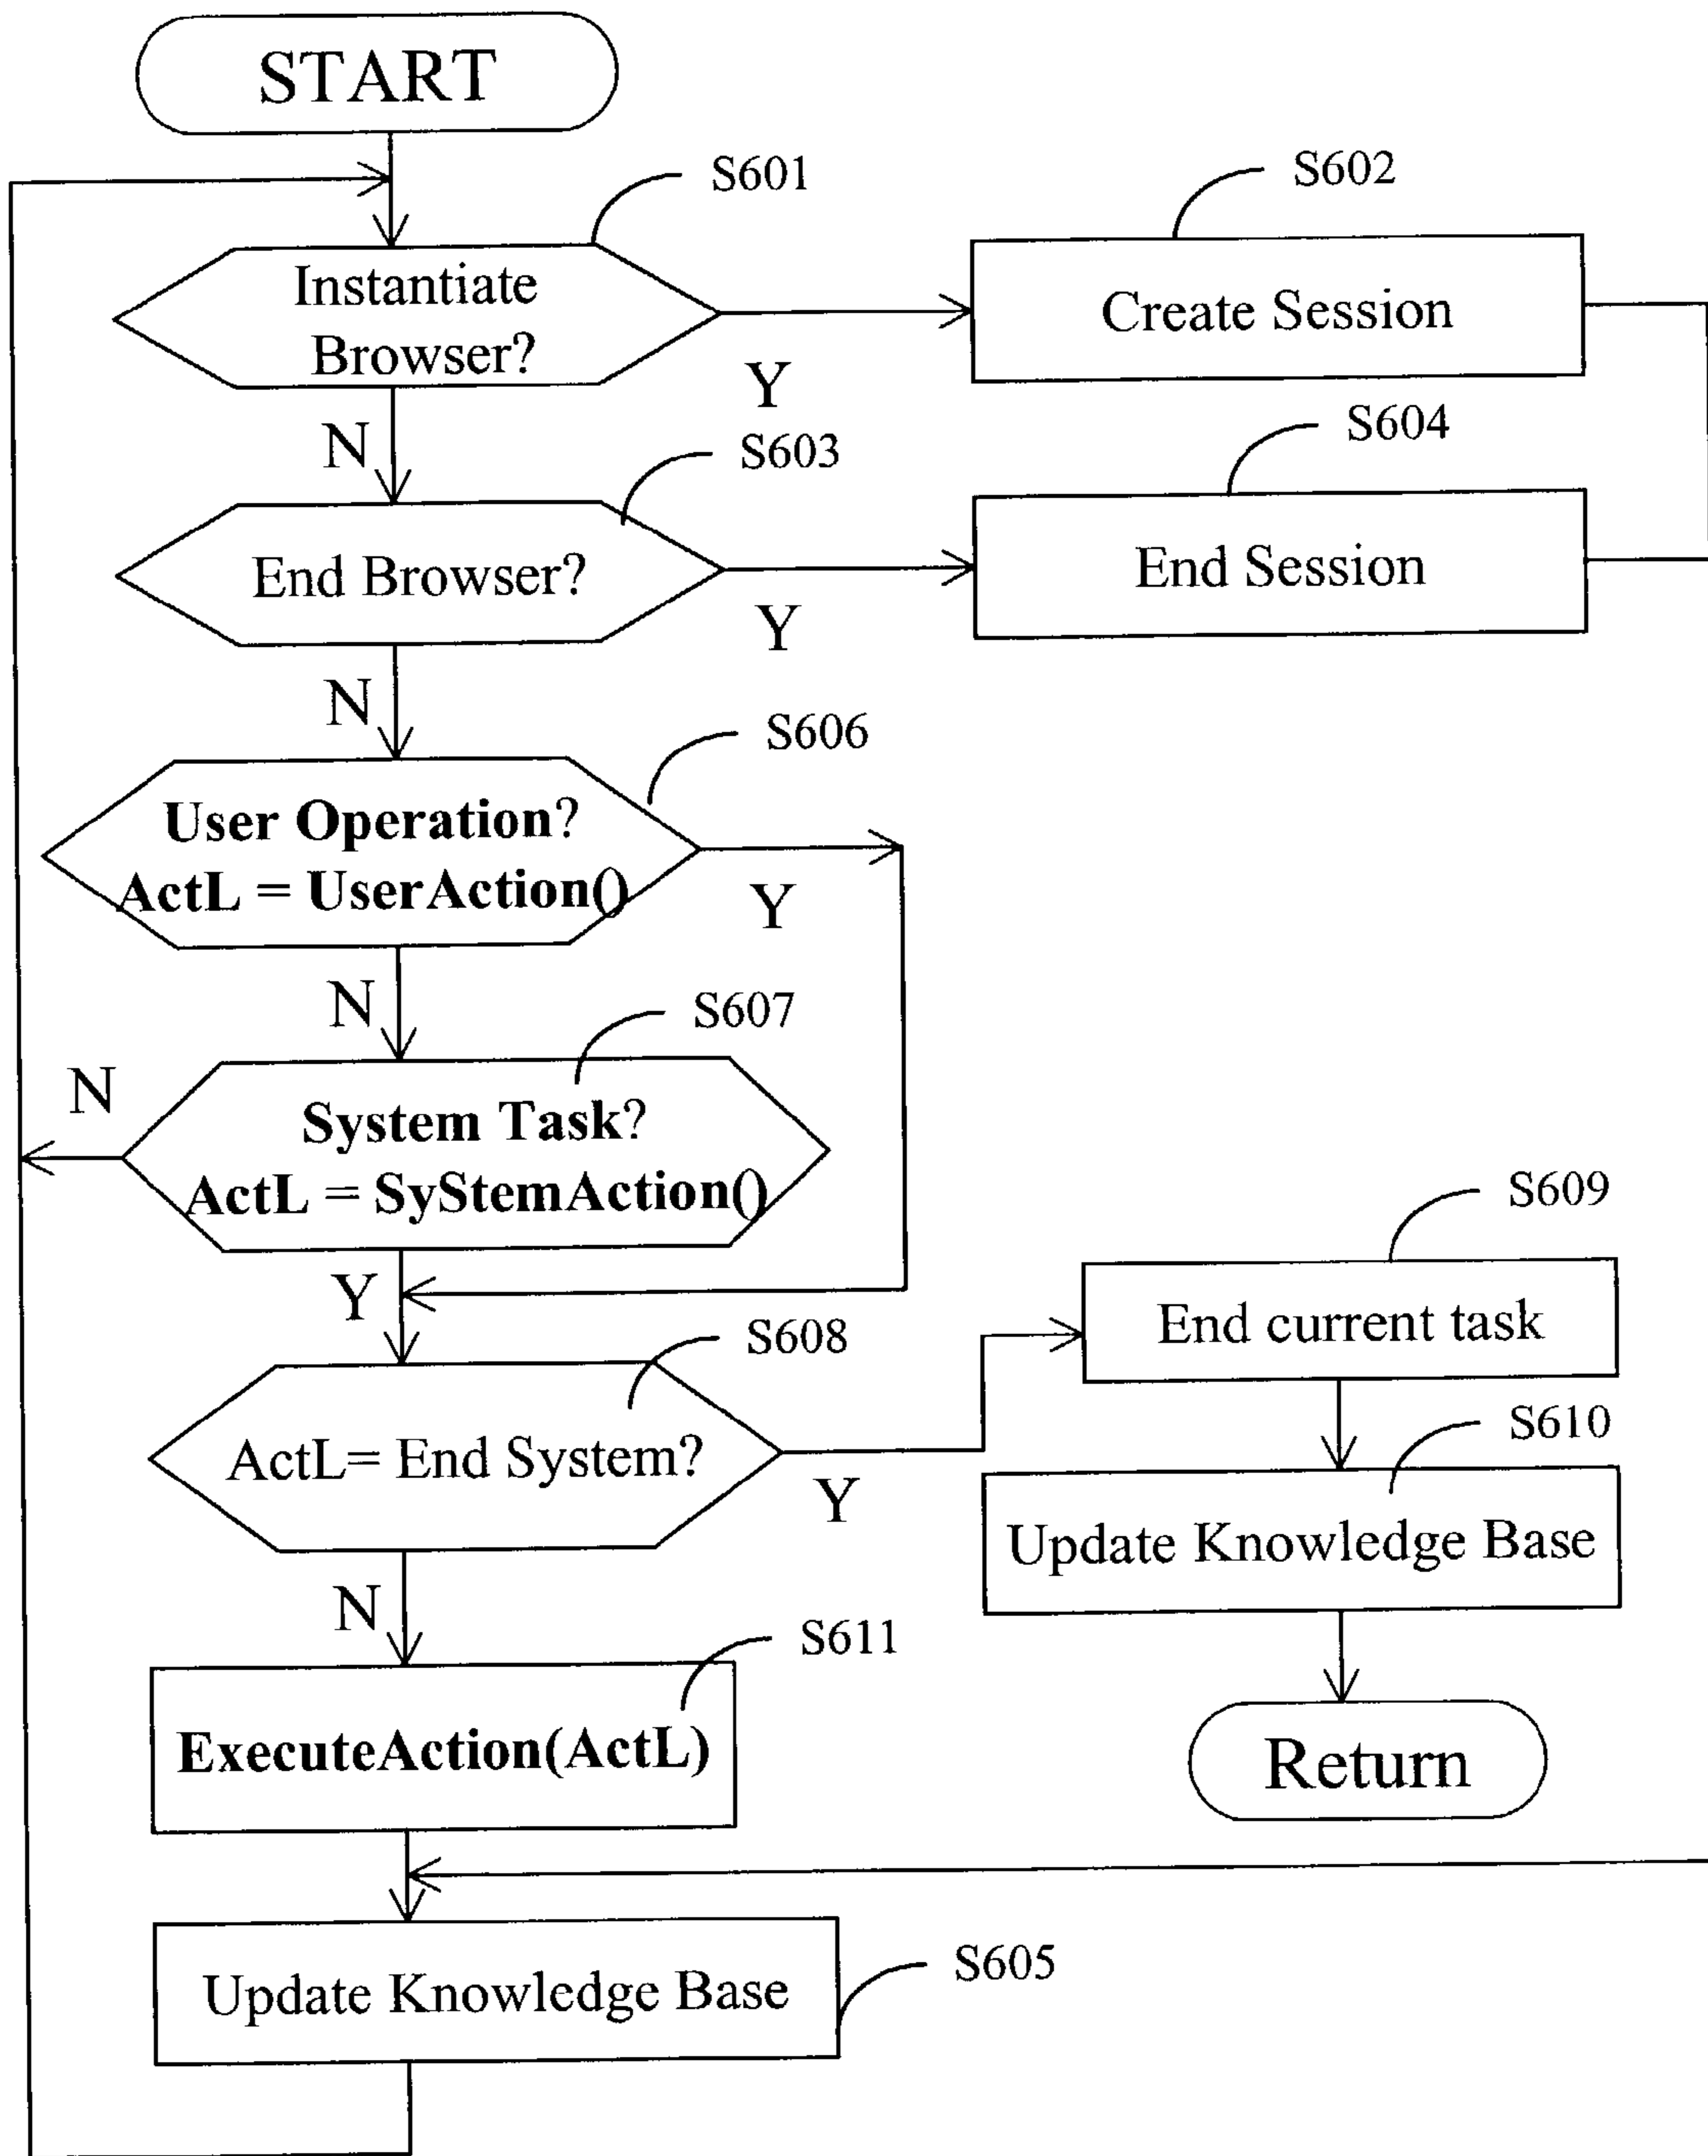 START
S601
S602
Instantiate
Browser?
Create Session
Y
N
S603
S604
End Browser?
End Session
Y
N
S606
User Operation?
ActL = UserAction()
Y
N
S607
N
System Task?
ActL = SyStemAction()
S609
Y
End current task
S608
S610
ActL= End System?
Y
Update Knowledge Base
N
S611
ExecuteAction(ActL)
Return
Update Knowledge Base
S605